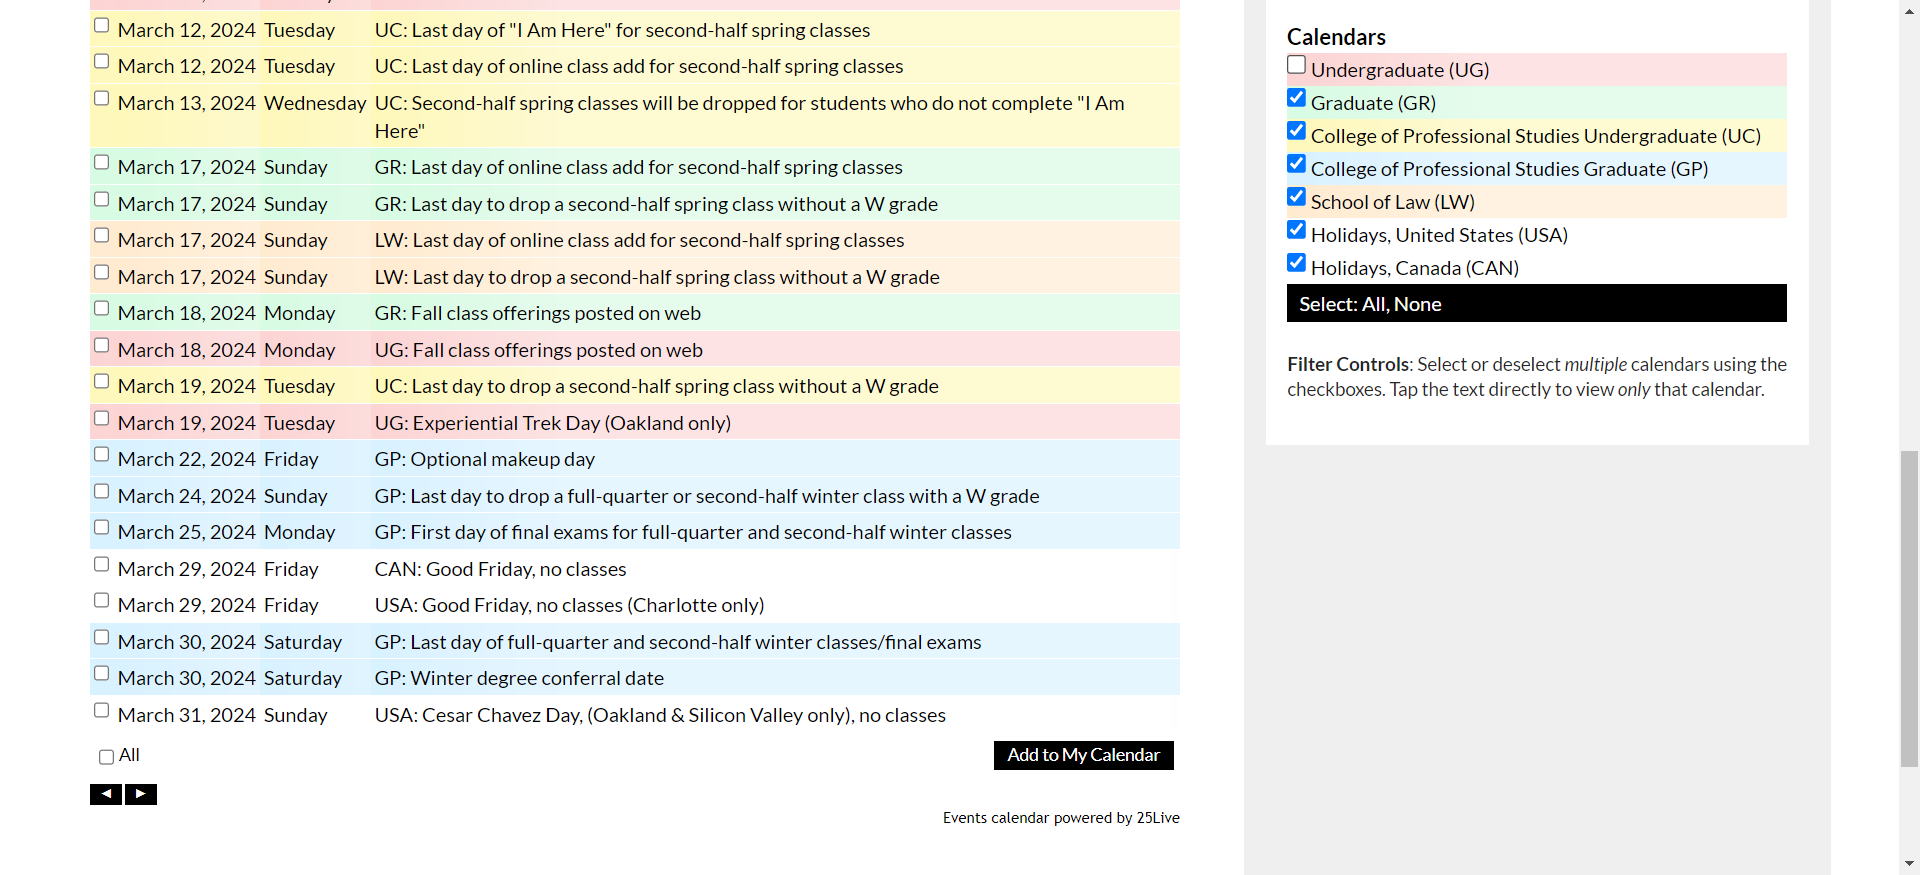 March 12, 2024 Tuesday UC: Last day of "I Am Here" for second-half spring classes
March 12, 2024 Tuesday UC: Last day of online class add for second-half spring classes
March 13, 2024 Wednesday UC: Second-half spring classes will be dropped for students who do not complete "I Am
Here"
March 17, 2024 Sunday GR: Last day of online class add for second-half spring classes
March 17, 2024 Sunday GR: Last day to drop a second-half spring class without a W grade
March 17, 2024 Sunday LW: Last day of online class add for second-half spring classes
March 17, 2024 Sunday LW: Last day to drop a second-half spring class without a W grade
March 18, 2024 Monday GR: Fall class offerings posted on web
March 18, 2024 Monday UG: Fall class offerings posted on web
March 19, 2024 Tuesday UC: Last day to drop a second-half spring class without a W grade
March 19, 2024 Tuesday UG: Experiential Trek Day (Oakland only)
March 22, 2024 Friday GP: Optional makeup day
March 24, 2024 Sunday GP: Last day to drop a full-quarter or second-half winter class with a W grade
March 25, 2024 Monday GP: First day of final exams for full-quarter and second-half winter classes
March 29, 2024 Friday CAN: Good Friday, no classes
March 29, 2024 Friday USA: Good Friday, no classes (Charlotte only)
March 30, 2024 Saturday GP: Last day of full-quarter and second-half winter classes/final exams
March 30, 2024 Saturday GP: Winter degree conferral date
March 31, 2024 Sunday USA: Cesar Chavez Day, (Oakland & Silicon Valley only), no classes
All
Add to My Calendar
Events calendar powered by 25Live
Calendars
Undergraduate (UG)
Graduate (GR)
College of Professional Studies Undergraduate (UC)
College of Professional Studies Graduate (GP)
School of Law (LW)
Holidays, United States (USA)
Holidays, Canada (CAN)
Select: All, None
Filter Controls: Select or deselect multiple calendars using the
checkboxes. Tap the text directly to view only that calendar.